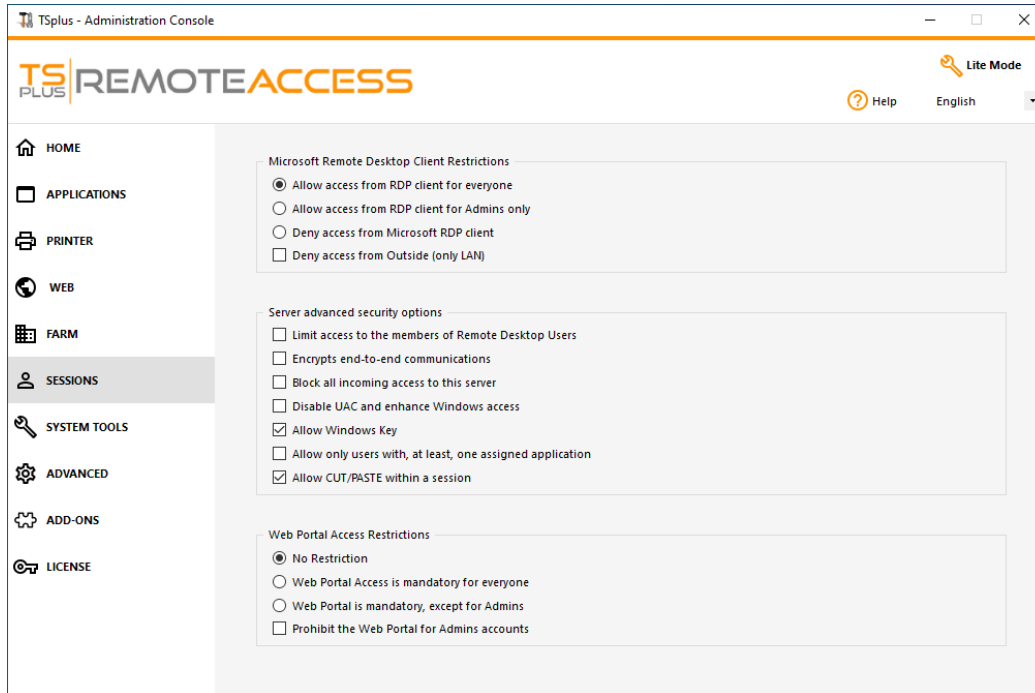 TSplus - Administration Console
TS PLUS REMOTEACCESS
Lite Mode
Help
English
HOME
APPLICATIONS
PRINTER
WEB
FARM
SESSIONS
SYSTEM TOOLS
ADVANCED
ADD-ONS
LICENSE
Microsoft Remote Desktop Client Restrictions
Allow access from RDP client for everyone
Allow access from RDP client for Admins only
Deny access from Microsoft RDP client
Deny access from Outside (only LAN)
Server advanced security options
Limit access to the members of Remote Desktop Users
Encrypts end-to-end communications
Block all incoming access to this server
Disable UAC and enhance Windows access
Allow Windows Key
Allow only users with, at least, one assigned application
Allow CUT/PASTE within a session
Web Portal Access Restrictions
No Restriction
Web Portal Access is mandatory for everyone
Web Portal is mandatory, except for Admins
Prohibit the Web Portal for Admins accounts